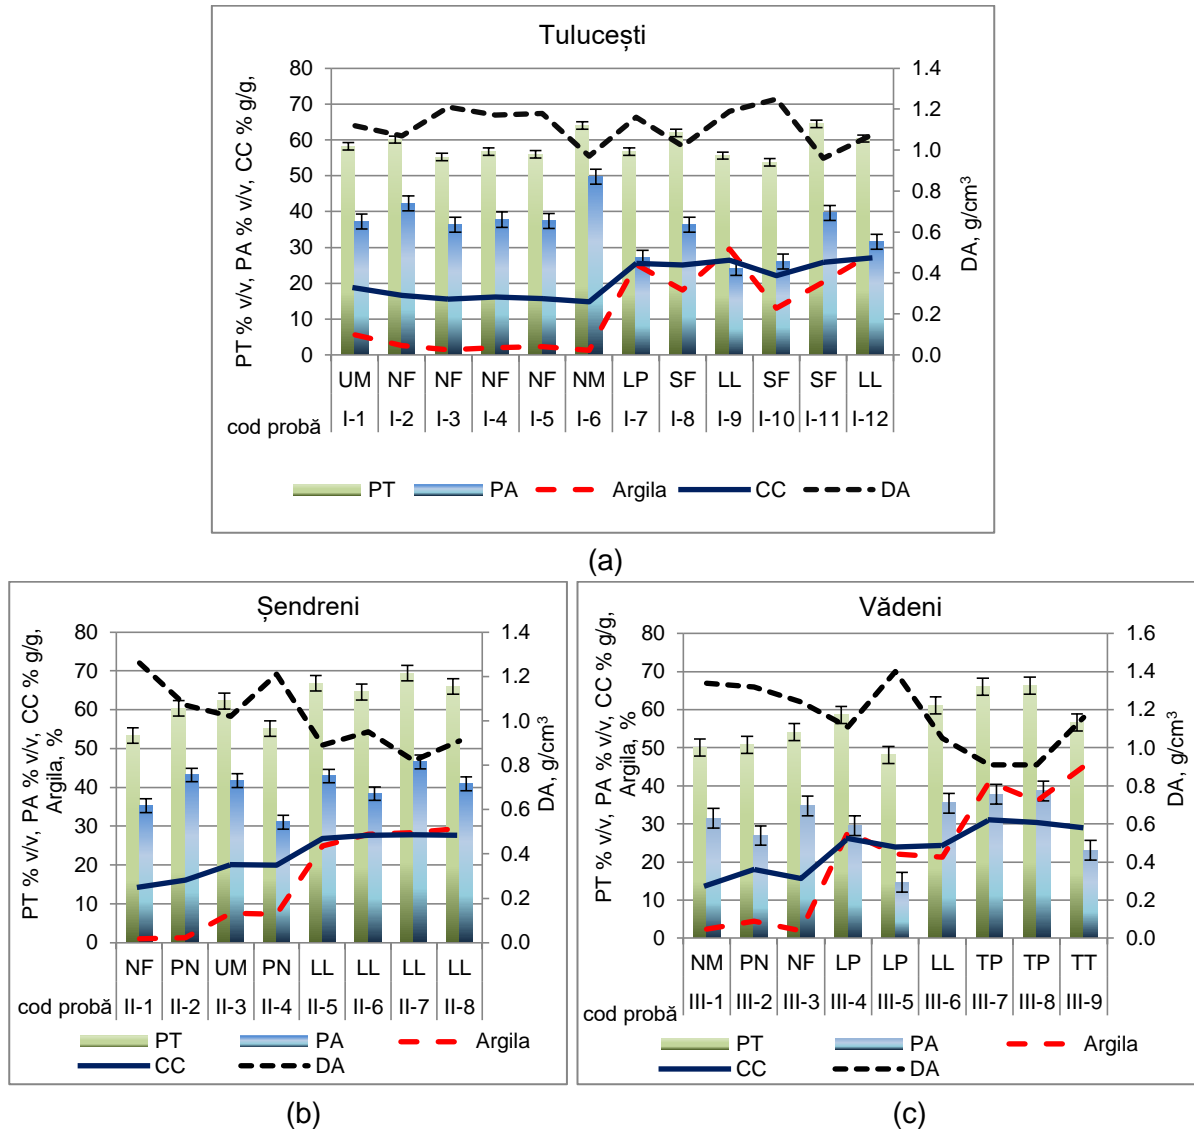 Tulucești
PT % v/v, PA % v/v, CC % g/g,
80
70
60
50
40
30
20
10
0
1.4
1.2
1.0
0.8
0.6
0.4
0.2
0.0
DA, g/cm³
UM NF NF NF NF NM LP SF LL SF SF LL
cod probă I-1 I-2 I-3 I-4 I-5 I-6 I-7 I-8 I-9 I-10 I-11 I-12
PT PA Argila CC DA
(a)
Șendreni
PT % v/v, PA % v/v, CC % g/g,
Argila, %
80
70
60
50
40
30
20
10
0
1.4
1.2
1.0
0.8
0.6
0.4
0.2
0.0
DA, g/cm³
NF PN UM PN LL LL LL LL
cod probă II-1 II-2 II-3 II-4 II-5 II-6 II-7 II-8
PT PA Argila
CC DA
(b)
Vădeni
PT % v/v, PA % v/v, CC % g/g,
Argila, %
80
70
60
50
40
30
20
10
0
1.6
1.4
1.2
1.0
0.8
0.6
0.4
0.2
0.0
DA, g/cm³
NM PN NF LP LP LL TP TP TT
cod probă III-1 III-2 III-3 III-4 III-5 III-6 III-7 III-8 III-9
PT PA Argila
CC DA
(c)